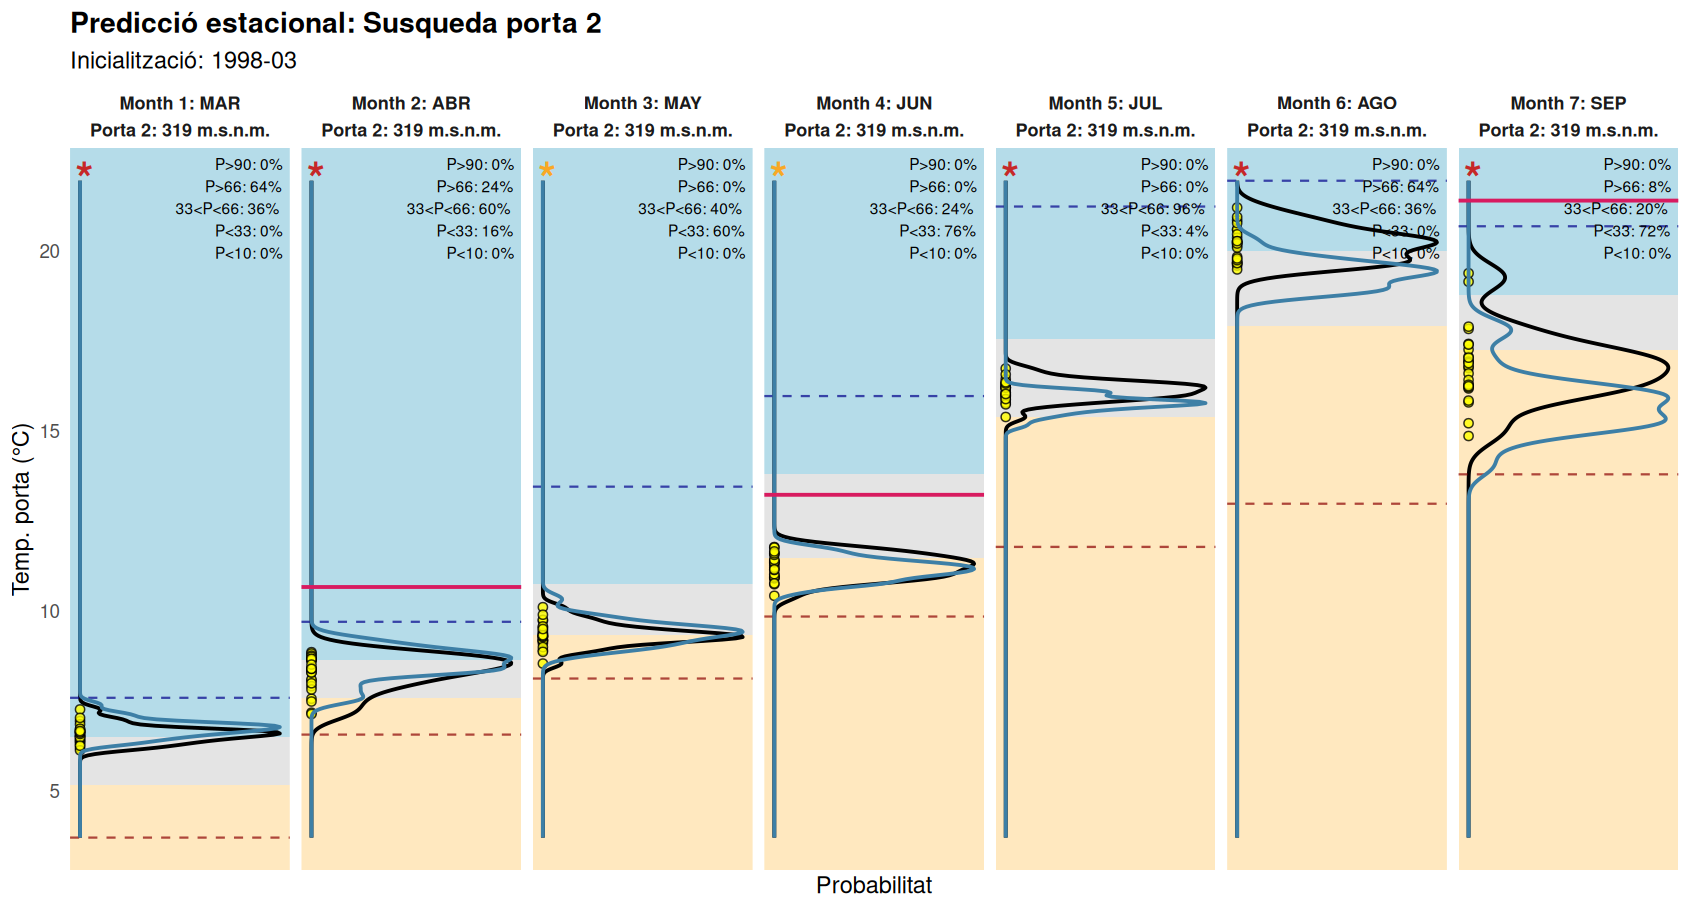 Predicció estacional: Susqueda porta 2
Inicialització: 1998-03
Month 1: MAR
Porta 2: 319 m.s.n.m.
Month 2: ABR
Porta 2: 319 m.s.n.m.
Month 3: MAY
Porta 2: 319 m.s.n.m.
Month 4: JUN
Porta 2: 319 m.s.n.m.
Month 5: JUL
Porta 2: 319 m.s.n.m.
Month 6: AGO
Porta 2: 319 m.s.n.m.
Month 7: SEP
Porta 2: 319 m.s.n.m.
*
P>90: 0%
P>66: 64%
33<P<66: 36%
P<33: 0%
P<10: 0%
*
P>90: 0%
P>66: 24%
33<P<66: 60%
P<33: 16%
P<10: 0%
*
P>90: 0%
P>66: 0%
33<P<66: 40%
P<33: 60%
P<10: 0%
*
P>90: 0%
P>66: 0%
33<P<66: 24%
P<33: 76%
P<10: 0%
*
P>90: 0%
P>66: 0%
33<P<66: 96%
P<33: 4%
P<10: 0%
*
P>90: 0%
P>66: 64%
33<P<66: 36%
P<33: 0%
P<10: 0%
*
P>90: 0%
P>66: 8%
33<P<66: 20%
P<33: 72%
P<10: 0%
20
15
10
5
Temp. porta (°C)
Probabilitat